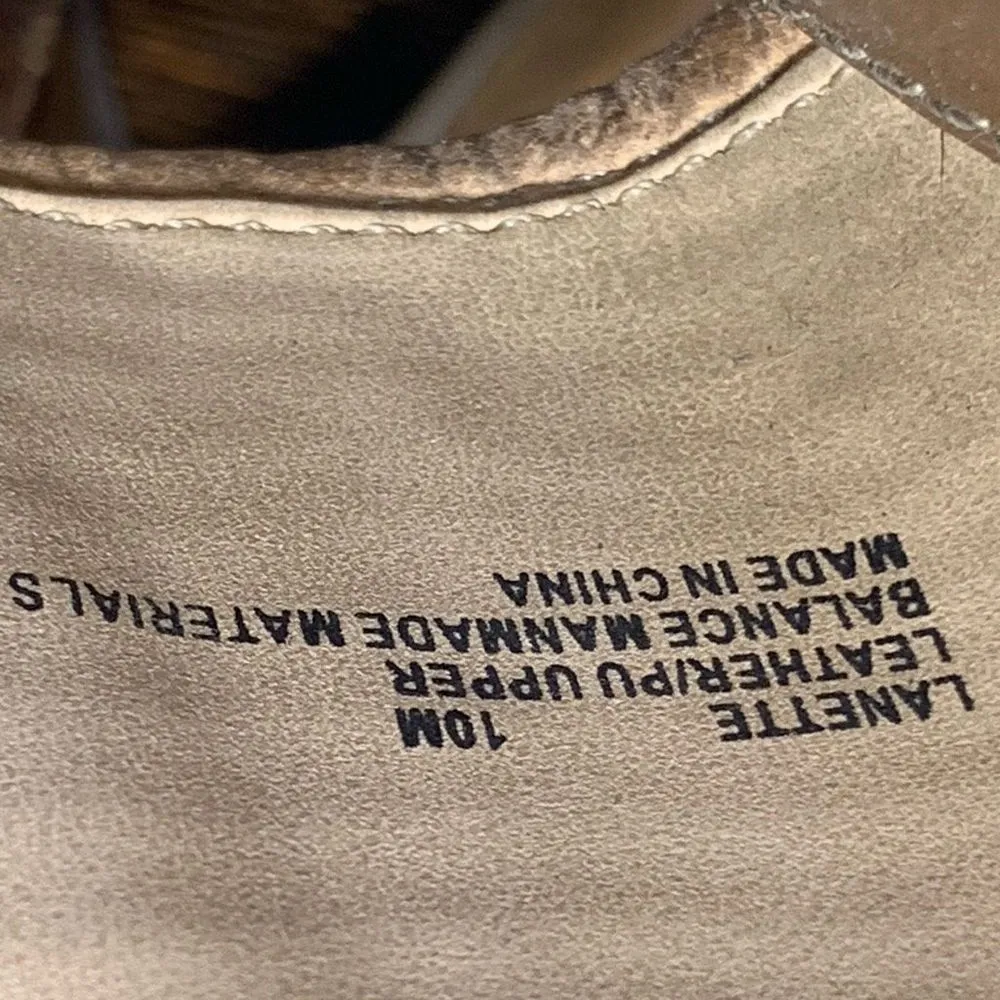 LANETTE 10M
LEATHER/PU UPPER
BALANCE MANMADE MATERIALS
MADE IN CHINA